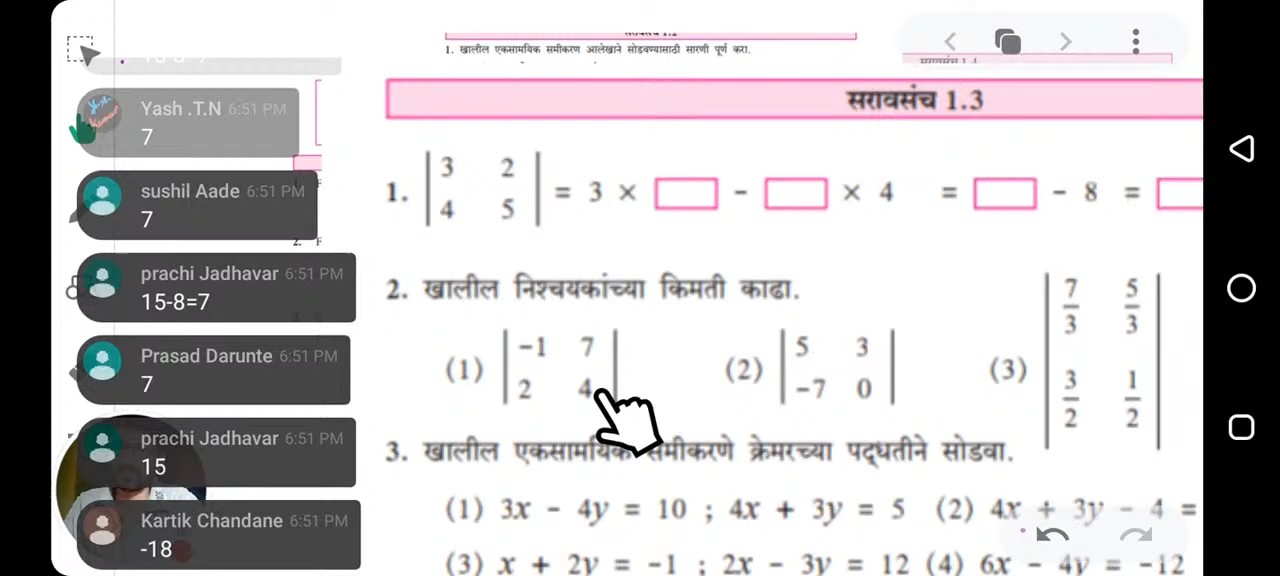 1. खालील एकसामयिक समीकरण आलेखाने सोडवण्यासाठी सारणी पूर्ण करा.
सरावसंच 1.4
सरावसंच 1.3
Yash .T.N 6:51 PM
7
sushil Aade 6:51 PM
7
prachi Jadhavar 6:51 PM
15-8=7
Prasad Darunte 6:51 PM
7
prachi Jadhavar 6:51 PM
15
Kartik Chandane 6:51 PM
-18
1. | 3 2 | = 3 × □ - □ × 4 = □ - 8 =
4 5
2. खालील निश्चयकांच्या किमती काढा.
(1) | -1 7 | (2) | 5 3 | (3) | 7/3 5/3 |
2 4 -7 0 3/2 1/2
3. खालील एकसामयिक समीकरणे क्रेमरच्या पद्धतीने सोडवा.
(1) 3x - 4y = 10 ; 4x + 3y = 5 (2) 4x + 3y - 4 =
(3) x + 2y = -1 ; 2x - 3y = 12 (4) 6x - 4y = -12